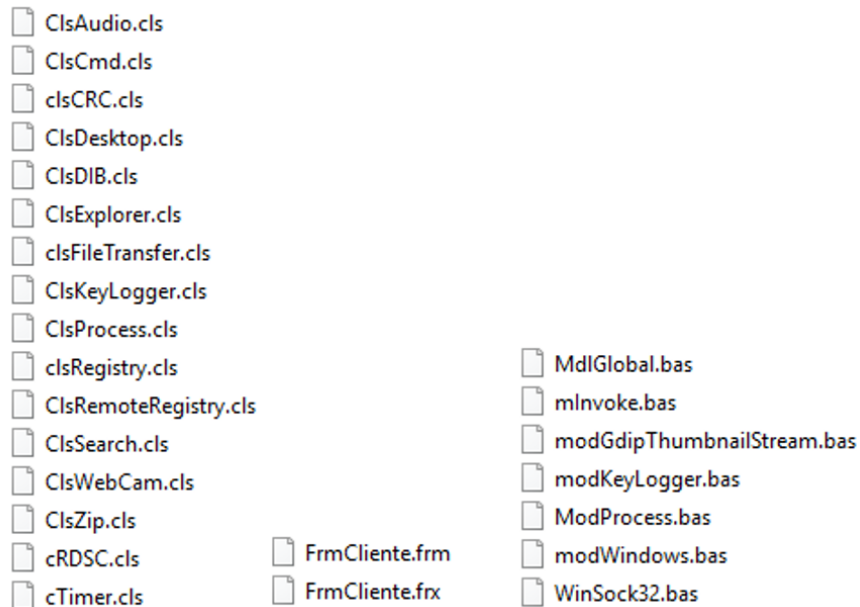 ClsAudio.cls
ClsCmd.cls
clsCRC.cls
ClsDesktop.cls
ClsDIB.cls
ClsExplorer.cls
clsFileTransfer.cls
ClsKeyLogger.cls
ClsProcess.cls
clsRegistry.cls
ClsRemoteRegistry.cls
ClsSearch.cls
ClsWebCam.cls
ClsZip.cls
cRDSC.cls
cTimer.cls
FrmCliente.frm
FrmCliente.frx
MdlGlobal.bas
mInvoke.bas
modGdipThumbnailStream.bas
modKeyLogger.bas
ModProcess.bas
modWindows.bas
WinSock32.bas